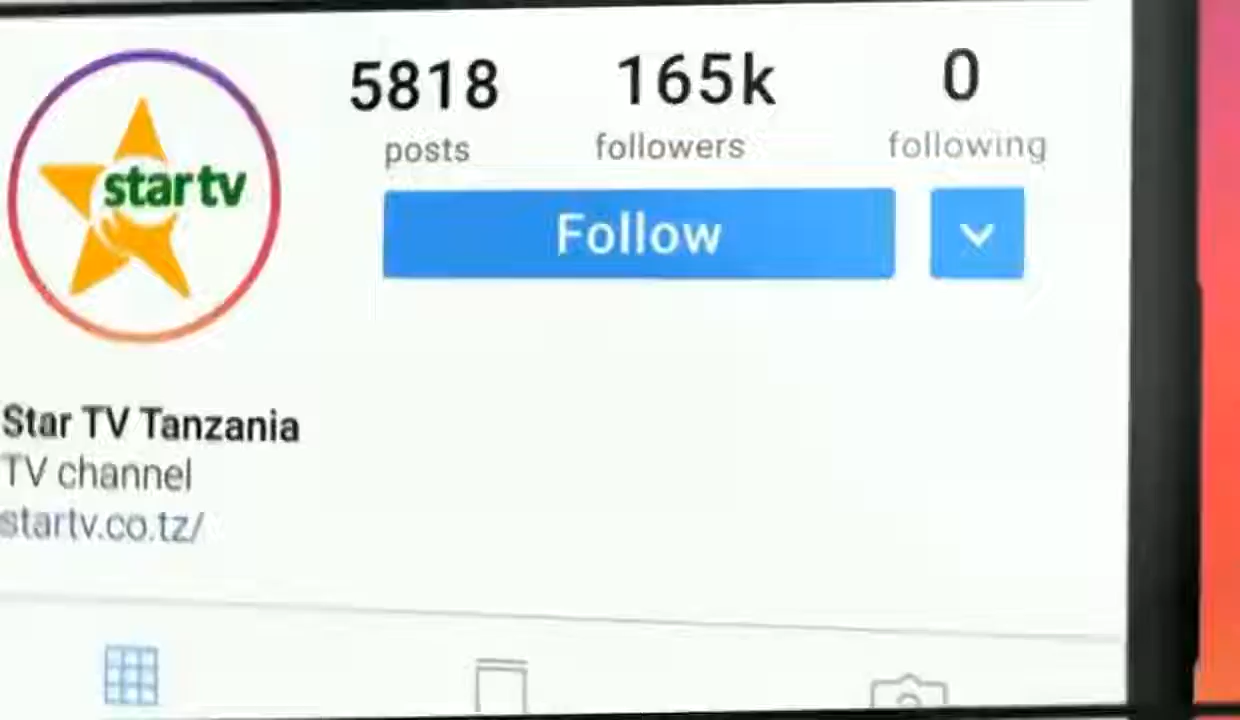 5818 165k 0
posts followers following
startv
Follow
Star TV Tanzania
TV channel
startv.co.tz/